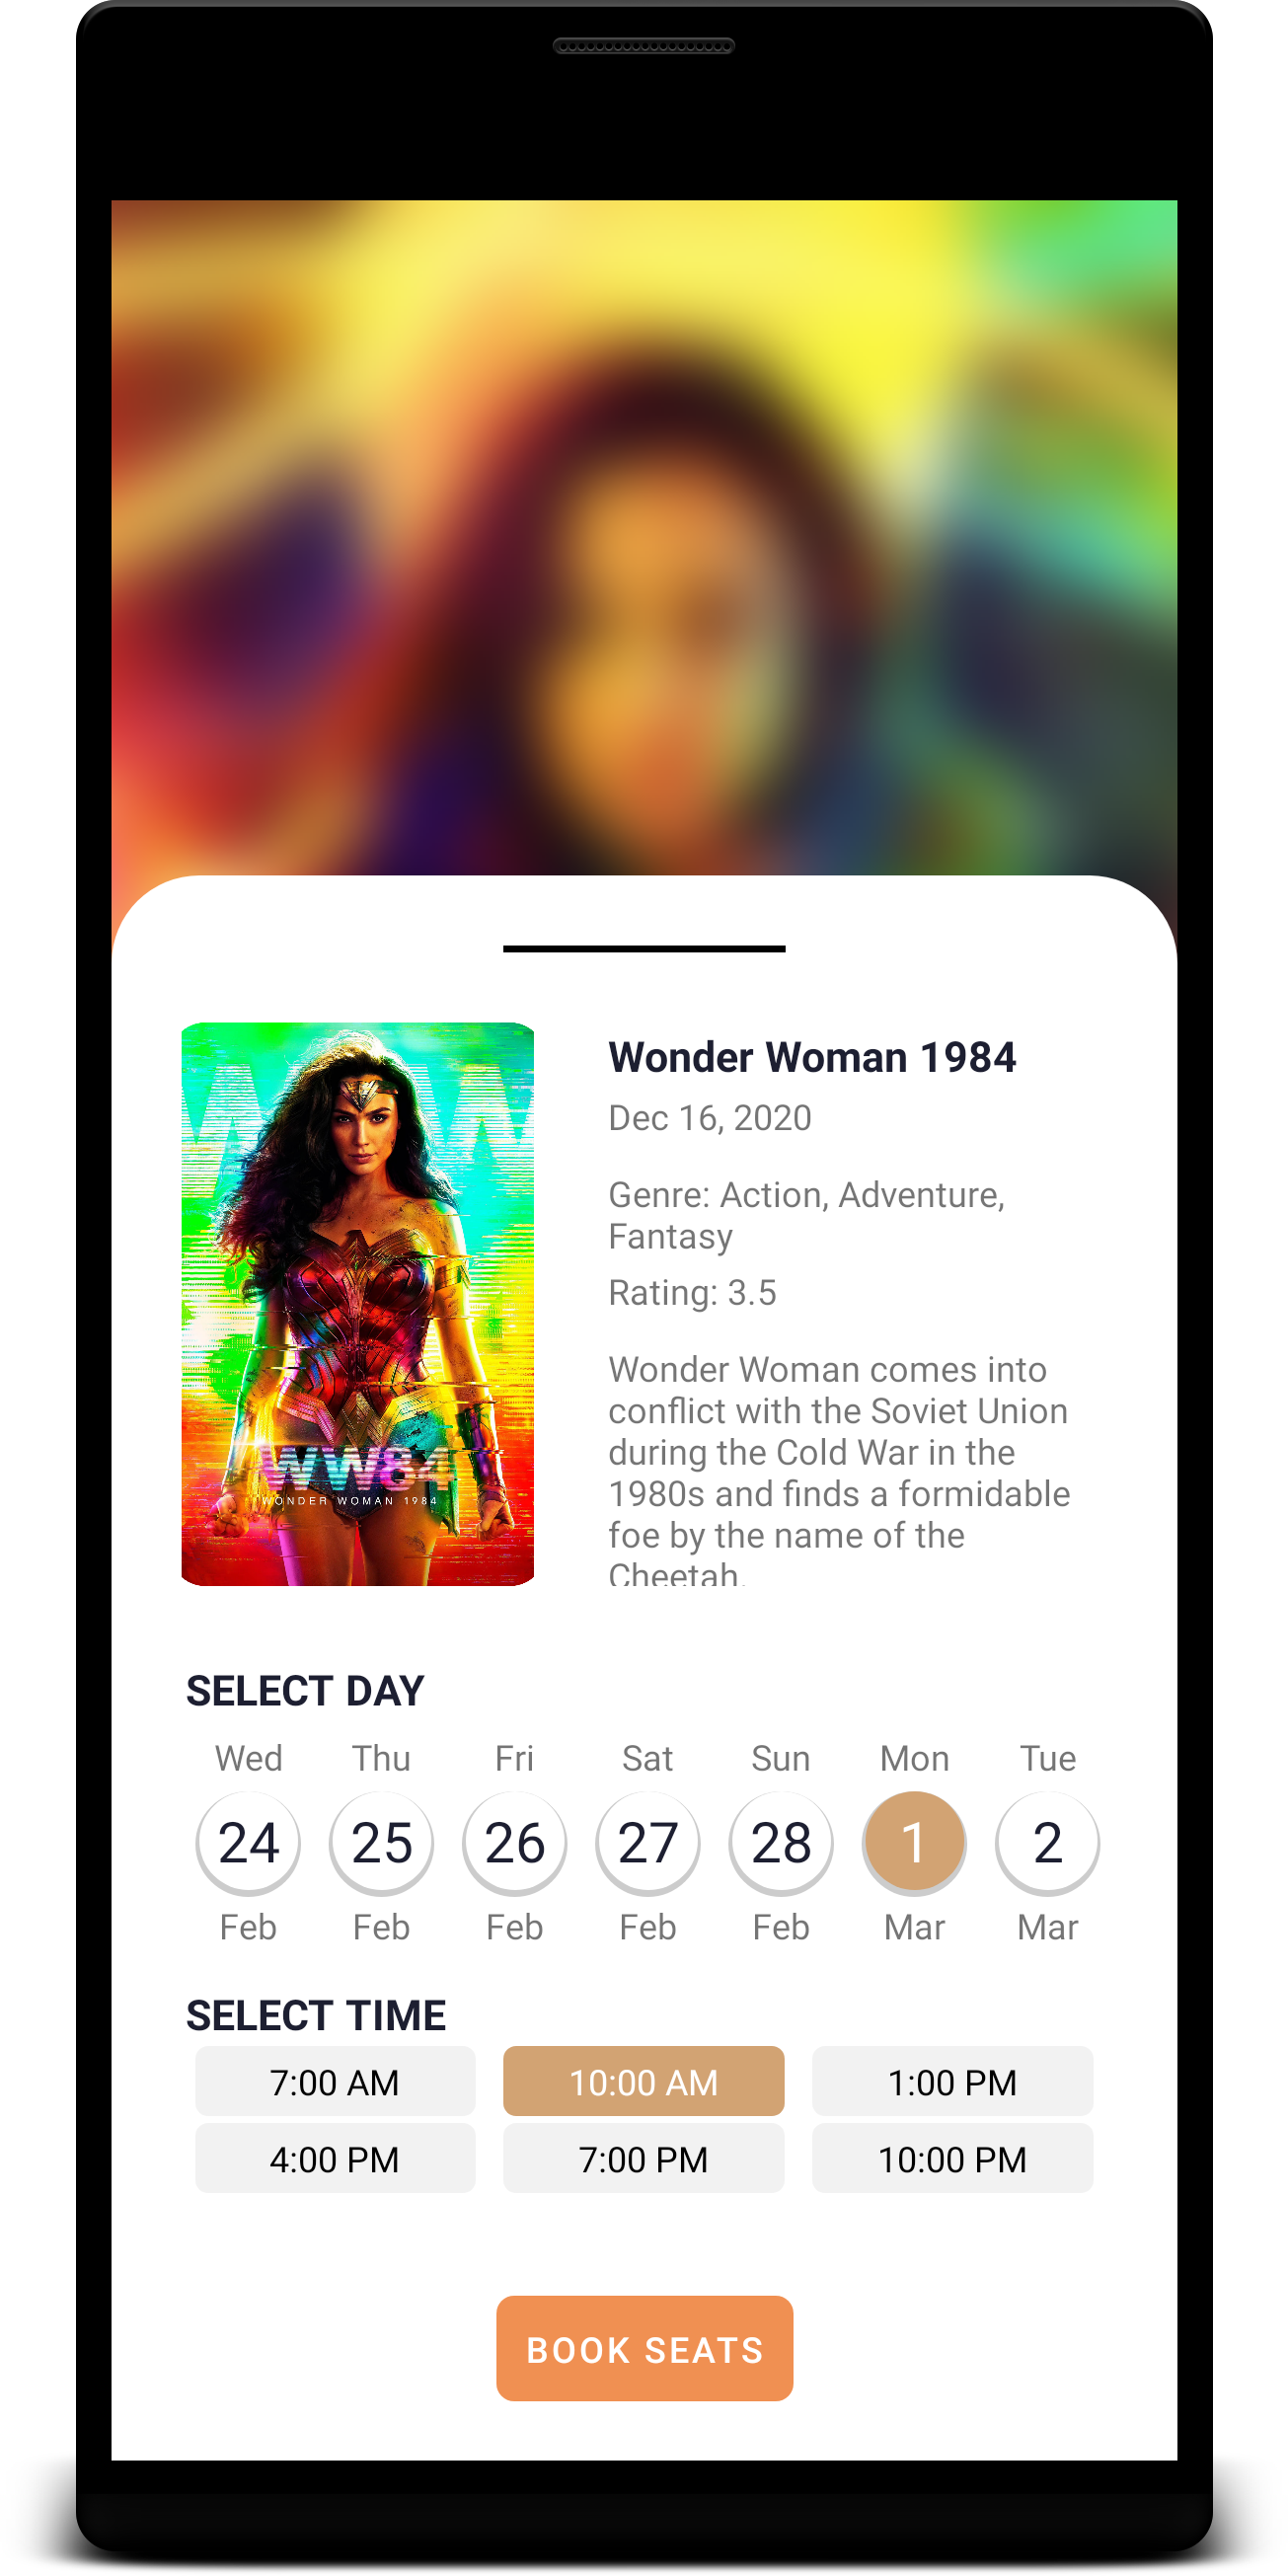 WW84
WONDER WOMAN 1984
Wonder Woman 1984
Dec 16, 2020
Genre: Action, Adventure,
Fantasy
Rating: 3.5
Wonder Woman comes into
conflict with the Soviet Union
during the Cold War in the
1980s and finds a formidable
foe by the name of the
Cheetah.
SELECT DAY
Wed Thu Fri Sat Sun Mon Tue
24 25 26 27 28 1 2
Feb Feb Feb Feb Feb Mar Mar
SELECT TIME
7:00 AM 10:00 AM 1:00 PM
4:00 PM 7:00 PM 10:00 PM
BOOK SEATS